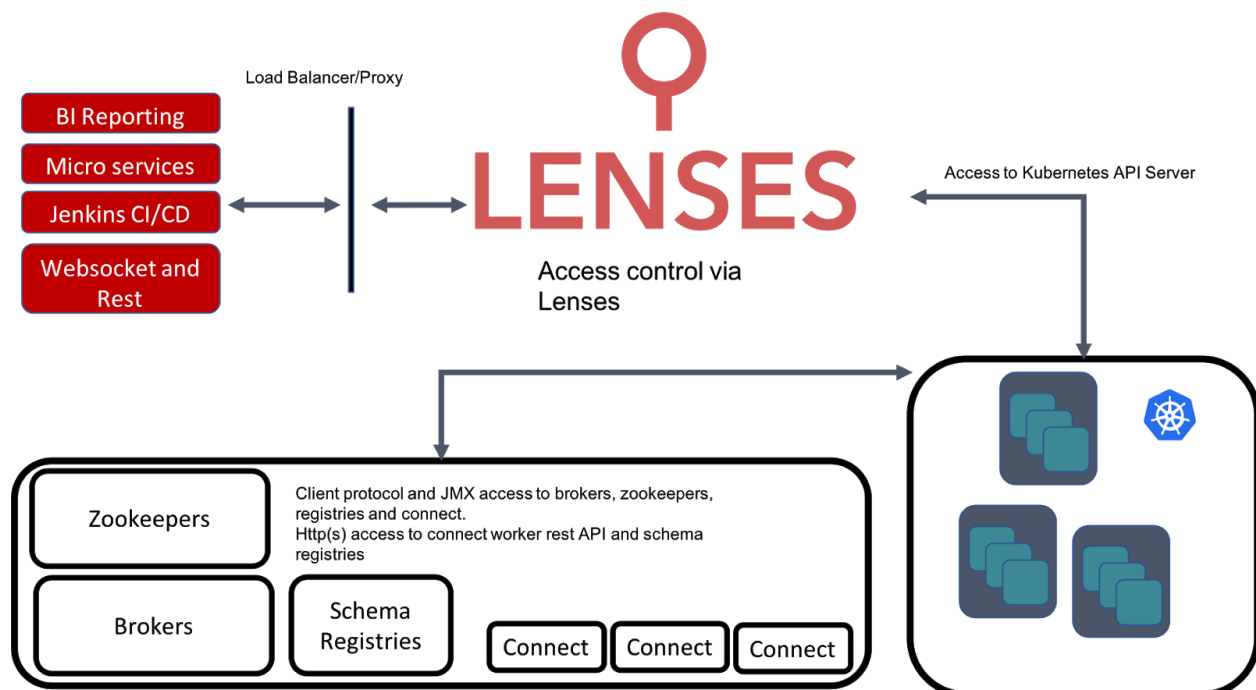 Load Balancer/Proxy
BI Reporting
Micro services
Jenkins CI/CD
Websocket and
Rest
LENSES
Access control via
Lenses
Access to Kubernetes API Server
Zookeepers
Client protocol and JMX access to brokers, zookeepers,
registries and connect.
Http(s) access to connect worker rest API and schema
registries
Brokers
Schema
Registries
Connect
Connect
Connect